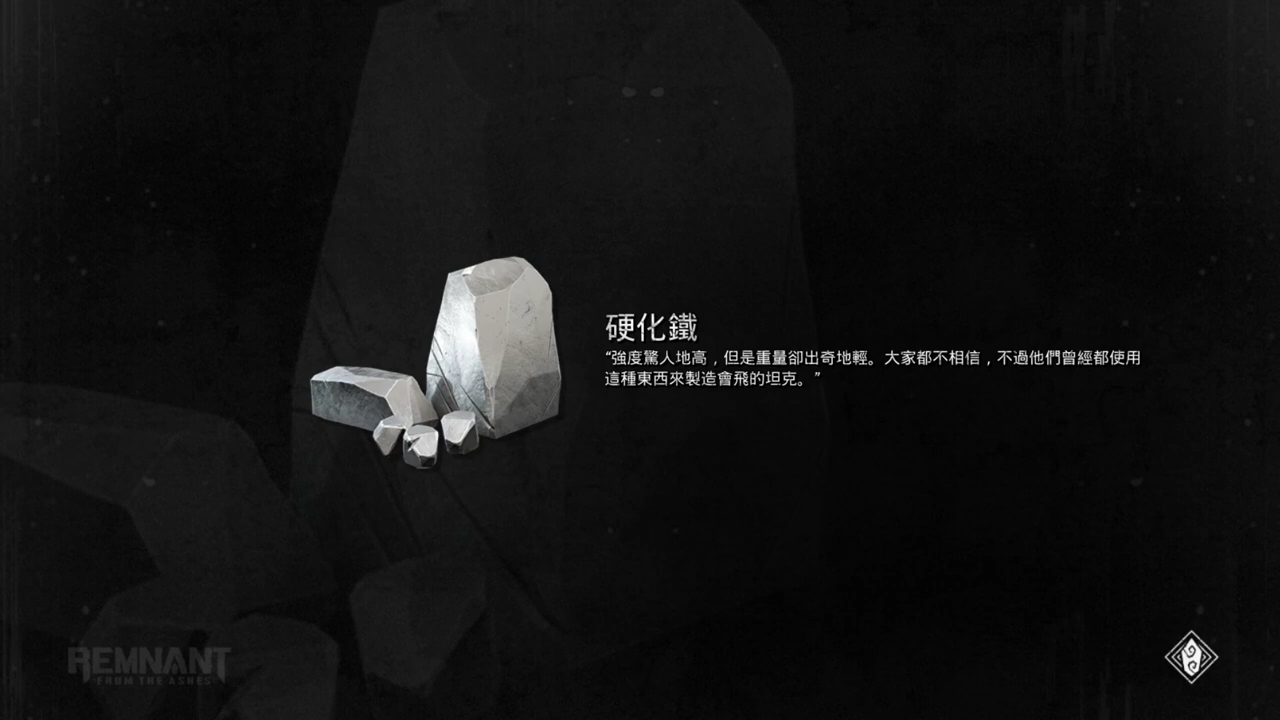 硬化鐵
“強度驚人地高，但是重量卻出奇地輕。大家都不相信，不過他們曾經都使用
這種東西來製造會飛的坦克。”
REMNANT
FROM THE ASHES